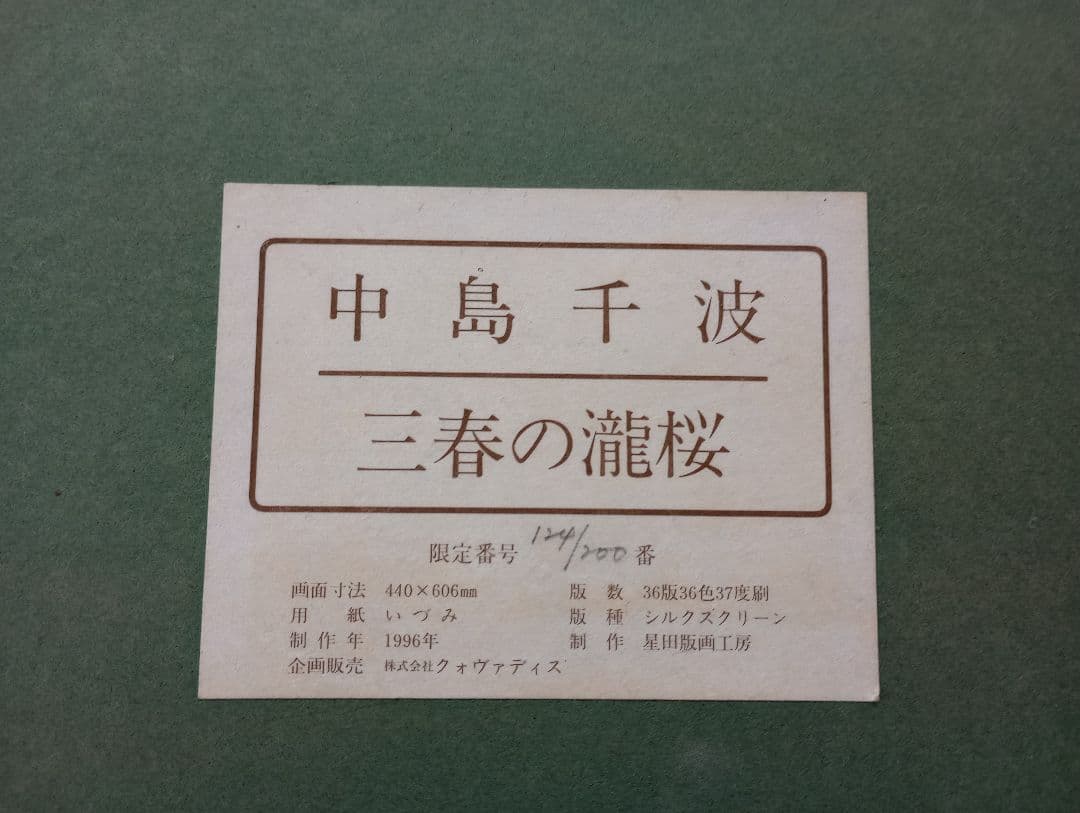 中島千波
三春の瀧桜
限定番号 124/200 番
画面寸法 440×606㎜ 版数 36版36色37度刷
用紙 いづみ 版種 シルクスクリーン
制作年 1996年 制作 星田版画工房
企画販売 株式会社クォヴァディス